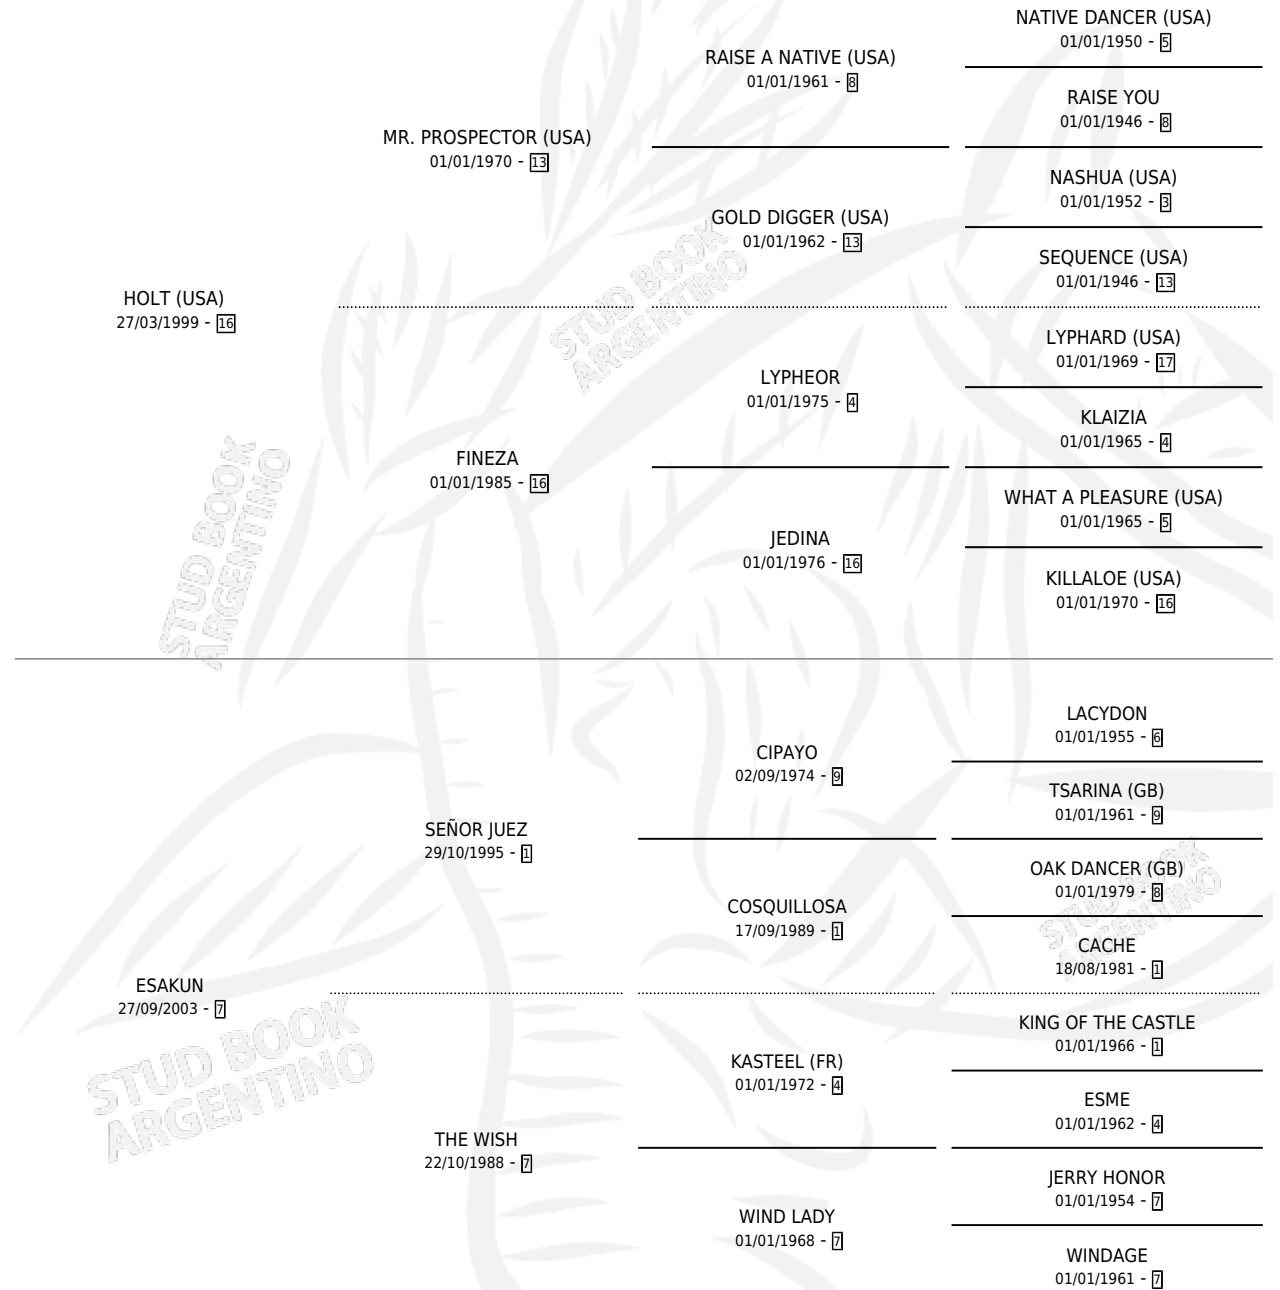 NATIVE DANCER (USA)
01/01/1950 - 5
RAISE A NATIVE (USA)
01/01/1961 - 8
RAISE YOU
01/01/1946 - 8
MR. PROSPECTOR (USA)
01/01/1970 - 13
NASHUA (USA)
01/01/1952 - 3
GOLD DIGGER (USA)
01/01/1962 - 13
SEQUENCE (USA)
01/01/1946 - 13
HOLT (USA)
27/03/1999 - 16
STUD BOOK
ARGENTINO
LYPHARD (USA)
01/01/1969 - 17
LYPHEOR
01/01/1975 - 4
KLAIZIA
01/01/1965 - 4
FINEZA
01/01/1985 - 16
WHAT A PLEASURE (USA)
01/01/1965 - 5
JEDINA
01/01/1976 - 16
KILLALOE (USA)
01/01/1970 - 16
STUD BOOK
ARGENTINO
LACYDON
01/01/1955 - 6
CIPAYO
02/09/1974 - 9
TSARINA (GB)
01/01/1961 - 9
SEÑOR JUEZ
29/10/1995 - 1
OAK DANCER (GB)
01/01/1979 - 8
COSQUILLOSA
17/09/1989 - 1
CACHE
18/08/1981 - 1
STUD BOOK
ARGENTINO
ESAKUN
27/09/2003 - 7
KING OF THE CASTLE
01/01/1966 - 1
KASTEEL (FR)
01/01/1972 - 4
ESME
01/01/1962 - 4
STUD BOOK
ARGENTINO
THE WISH
22/10/1988 - 7
JERRY HONOR
01/01/1954 - 7
WIND LADY
01/01/1968 - 7
WINDAGE
01/01/1961 - 7